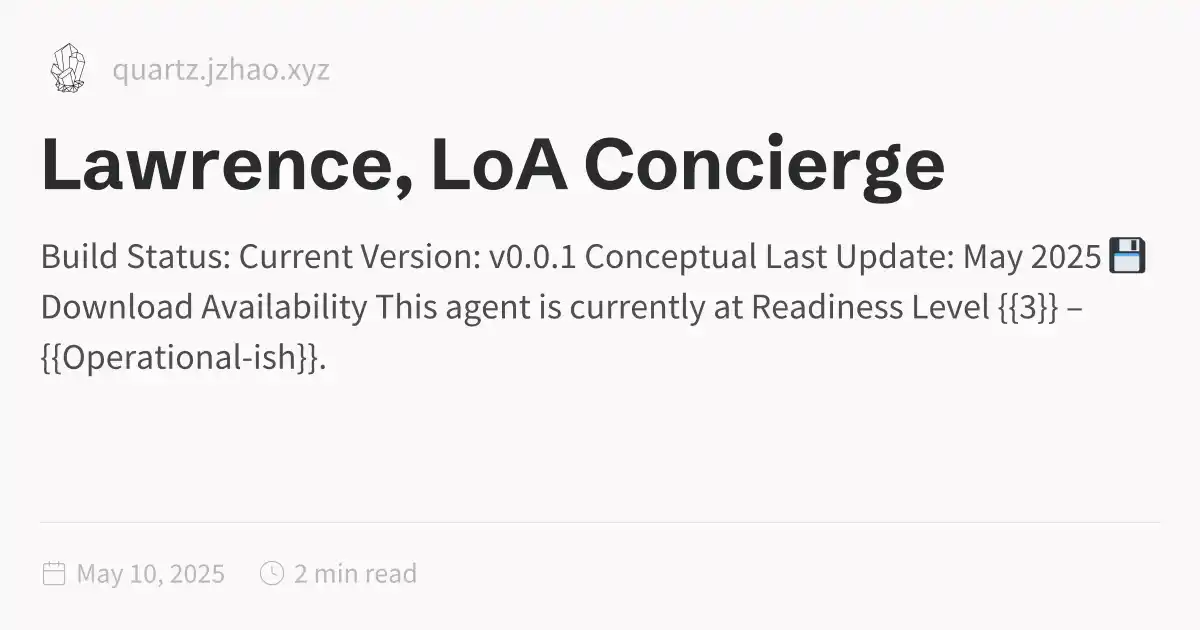 quartz.jzhao.xyz
Lawrence, LoA Concierge
Build Status: Current Version: v0.0.1 Conceptual Last Update: May 2025 💾
Download Availability This agent is currently at Readiness Level {{3}} –
{{Operational-ish}}.
May 10, 2025 2 min read